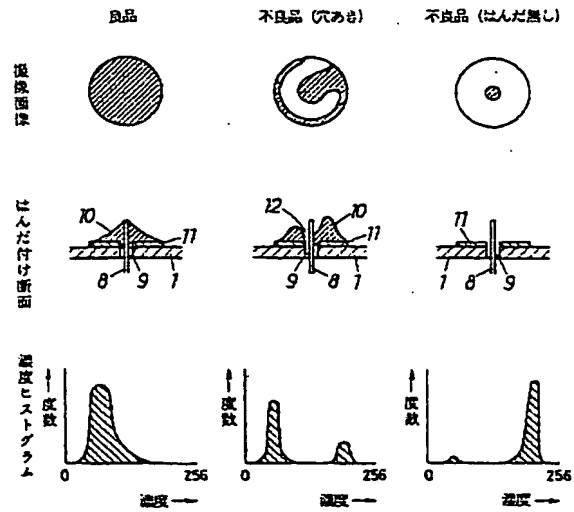 良品
不良品(穴あき)
不良品(はんだ無し)
撮像画像
はんだ付け断面
10
11
8
9
1
12
10
11
9
8
1
11
1
8
9
濃度ヒストグラム
度数
0
256
濃度
度数
0
256
濃度
度数
0
256
濃度